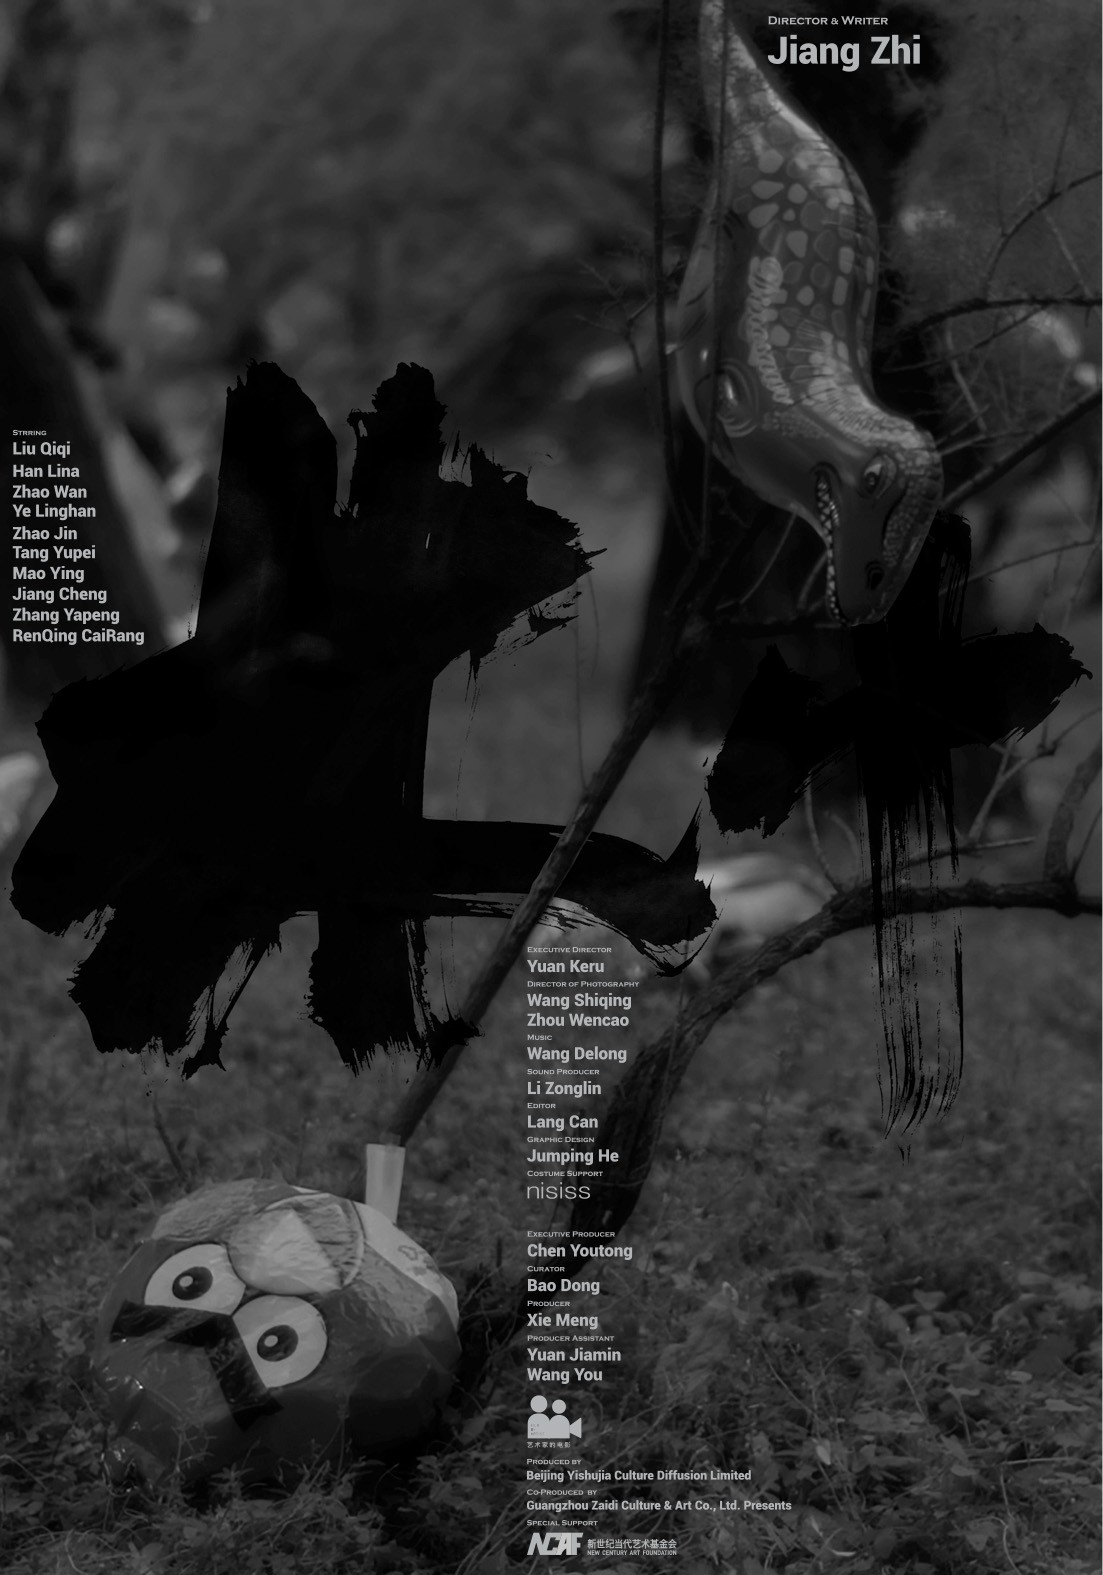 DIRECTOR & WRITER
Jiang Zhi
STRRING
Liu Qiqi
Han Lina
Zhao Wan
Ye Linghan
Zhao Jin
Tang Yupei
Mao Ying
Jiang Cheng
Zhang Yapeng
RenQing CaiRang
EXECUTIVE DIRECTOR
Yuan Keru
DIRECTOR OF PHOTOGRAPHY
Wang Shiqing
Zhou Wencao
MUSIC
Wang Delong
SOUND PRODUCER
Li Zonglin
EDITOR
Lang Can
GRAPHIC DESIGN
Jumping He
COSTUME SUPPORT
nisiss
EXECUTIVE PRODUCER
Chen Youtong
CURATOR
Bao Dong
PRODUCER
Xie Meng
PRODUCER ASSISTANT
Yuan Jiamin
Wang You
艺术家的电影
PRODUCED BY
Beijing Yishujia Culture Diffusion Limited
CO-PRODUCED BY
Guangzhou Zaidi Culture & Art Co., Ltd. Presents
SPECIAL SUPPORT
NCAF 新世纪当代艺术基金会
NEW CENTURY ART FOUNDATION